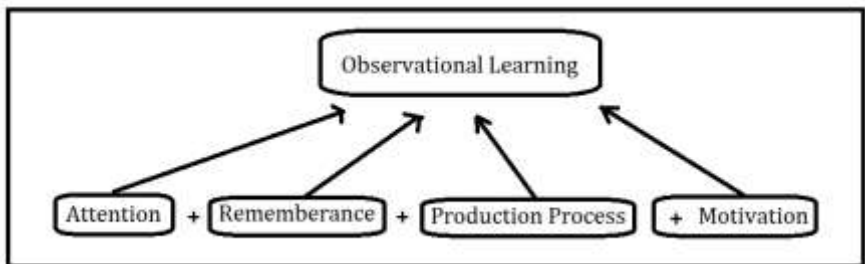 Observational Learning
Attention + Rememberance + Production Process + Motivation